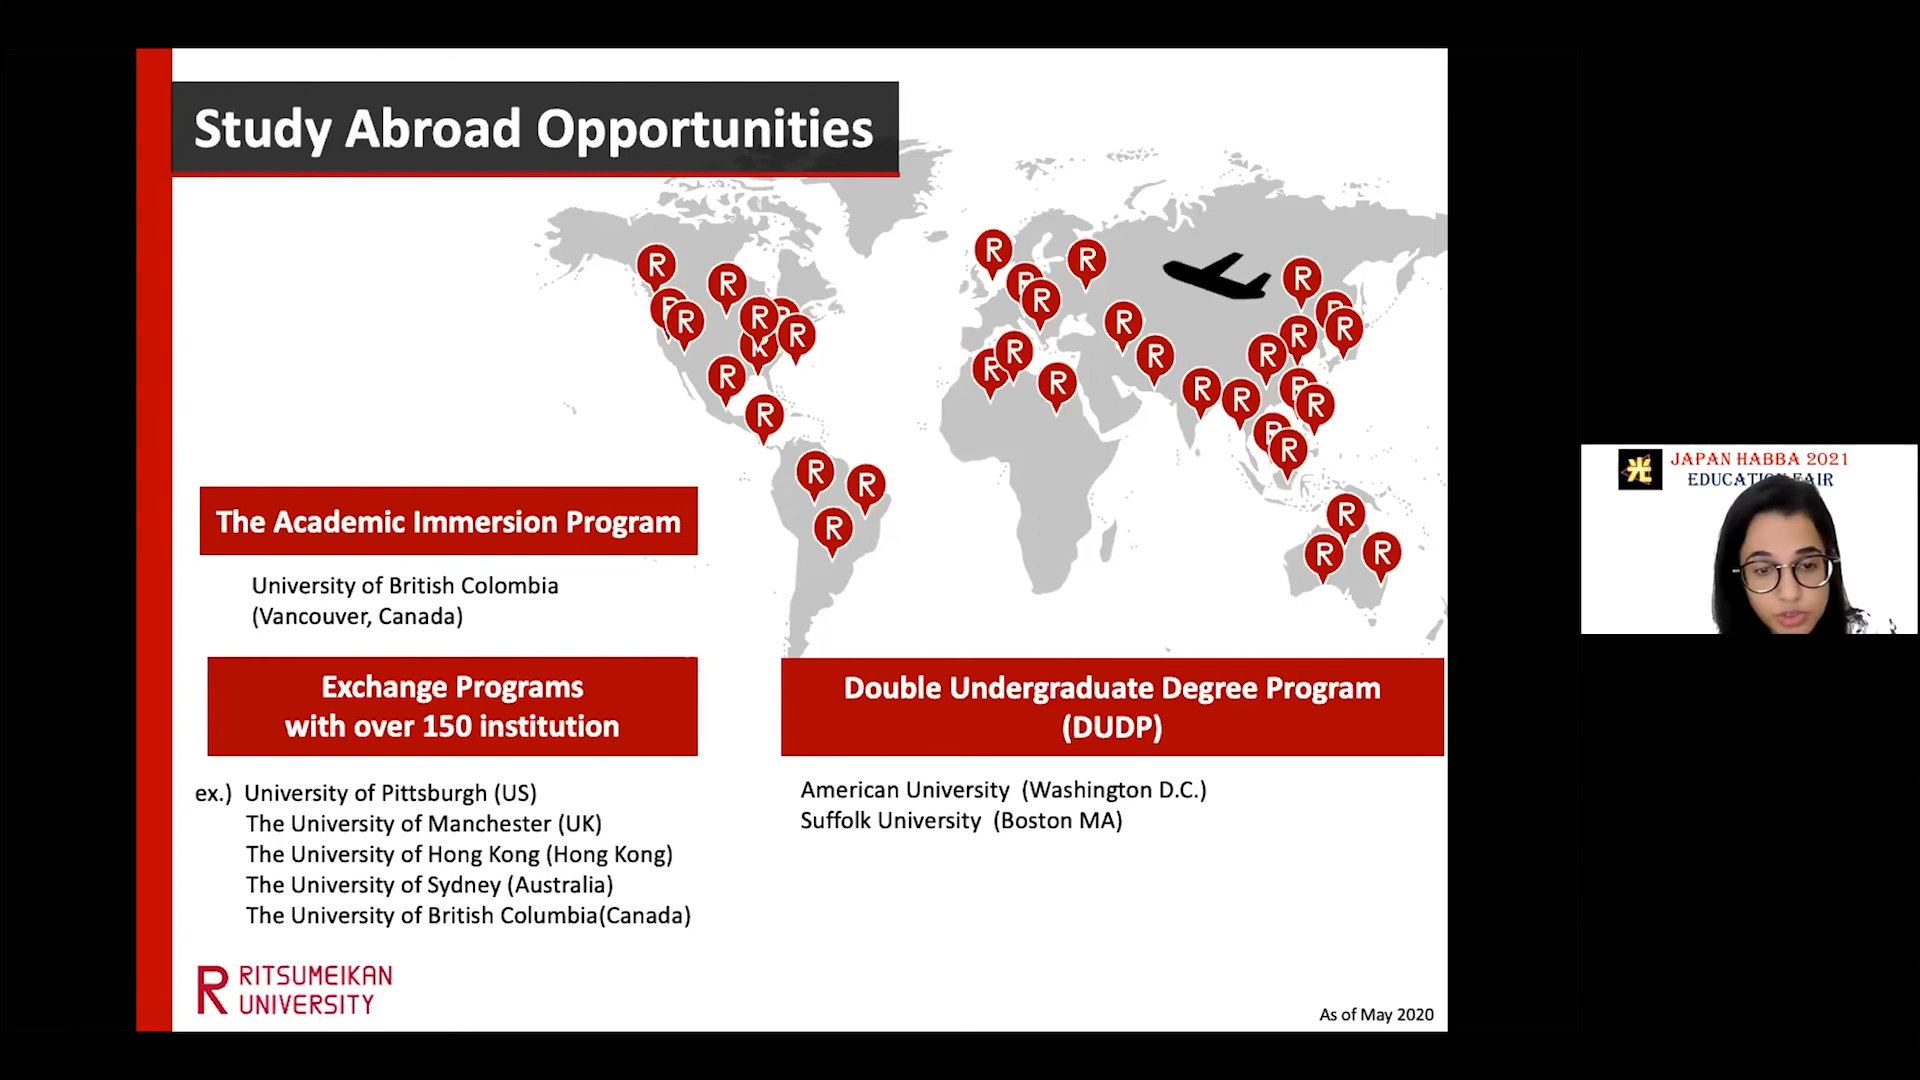 Study Abroad Opportunities
The Academic Immersion Program
University of British Colombia
(Vancouver, Canada)
Exchange Programs
with over 150 institution
ex.) University of Pittsburgh (US)
The University of Manchester (UK)
The University of Hong Kong (Hong Kong)
The University of Sydney (Australia)
The University of British Columbia(Canada)
Double Undergraduate Degree Program
(DUDP)
American University (Washington D.C.)
Suffolk University (Boston MA)
R RITSUMEIKAN
UNIVERSITY
As of May 2020
光 JAPAN HABBA 2021